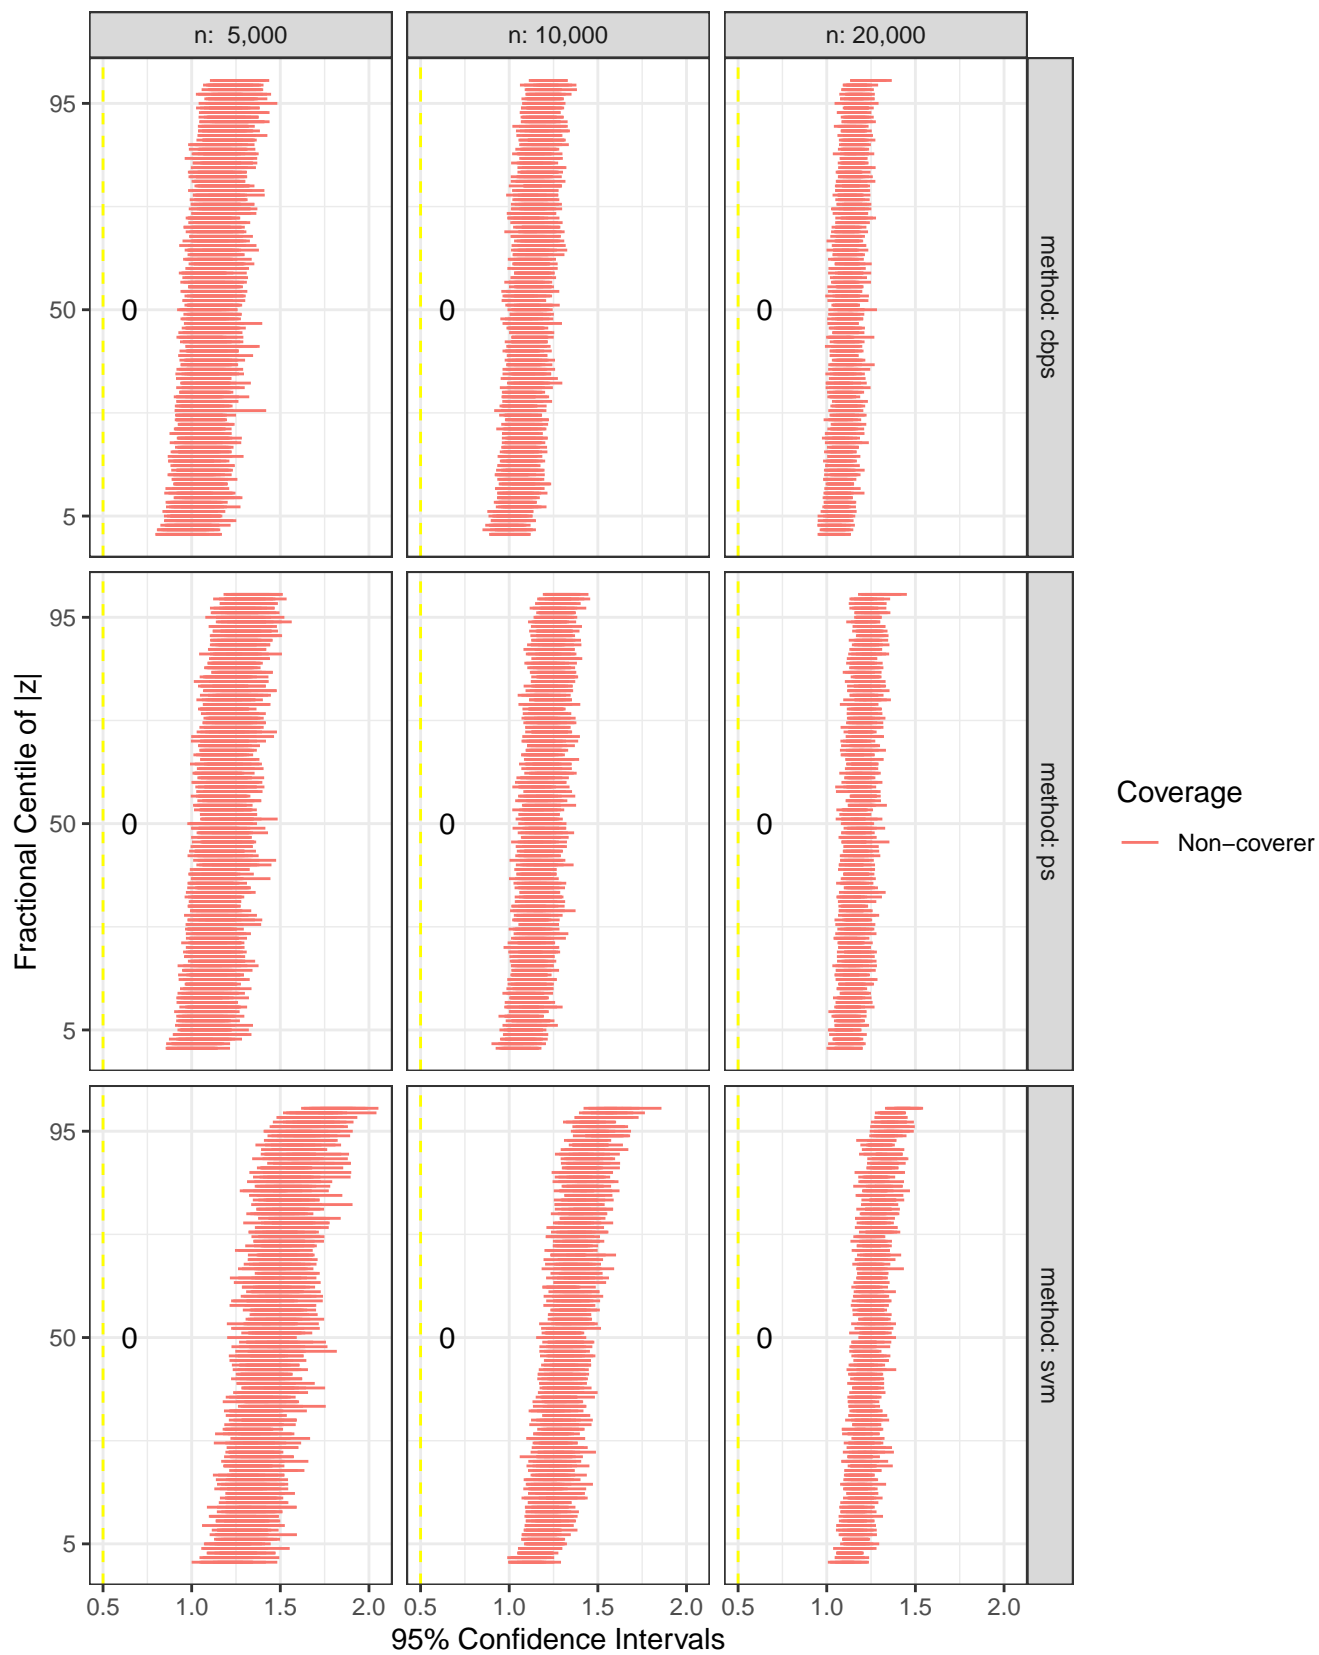 n:  5,000
n: 10,000
n: 20,000
95
50
5
0
0
0
method: cbps
95
50
5
0
0
0
method: ps
95
50
5
0
0
0
method: svm
0.5 1.0 1.5 2.0
0.5 1.0 1.5 2.0
0.5 1.0 1.5 2.0
95% Confidence Intervals
Fractional Centile of |z|
Coverage
Non−coverer